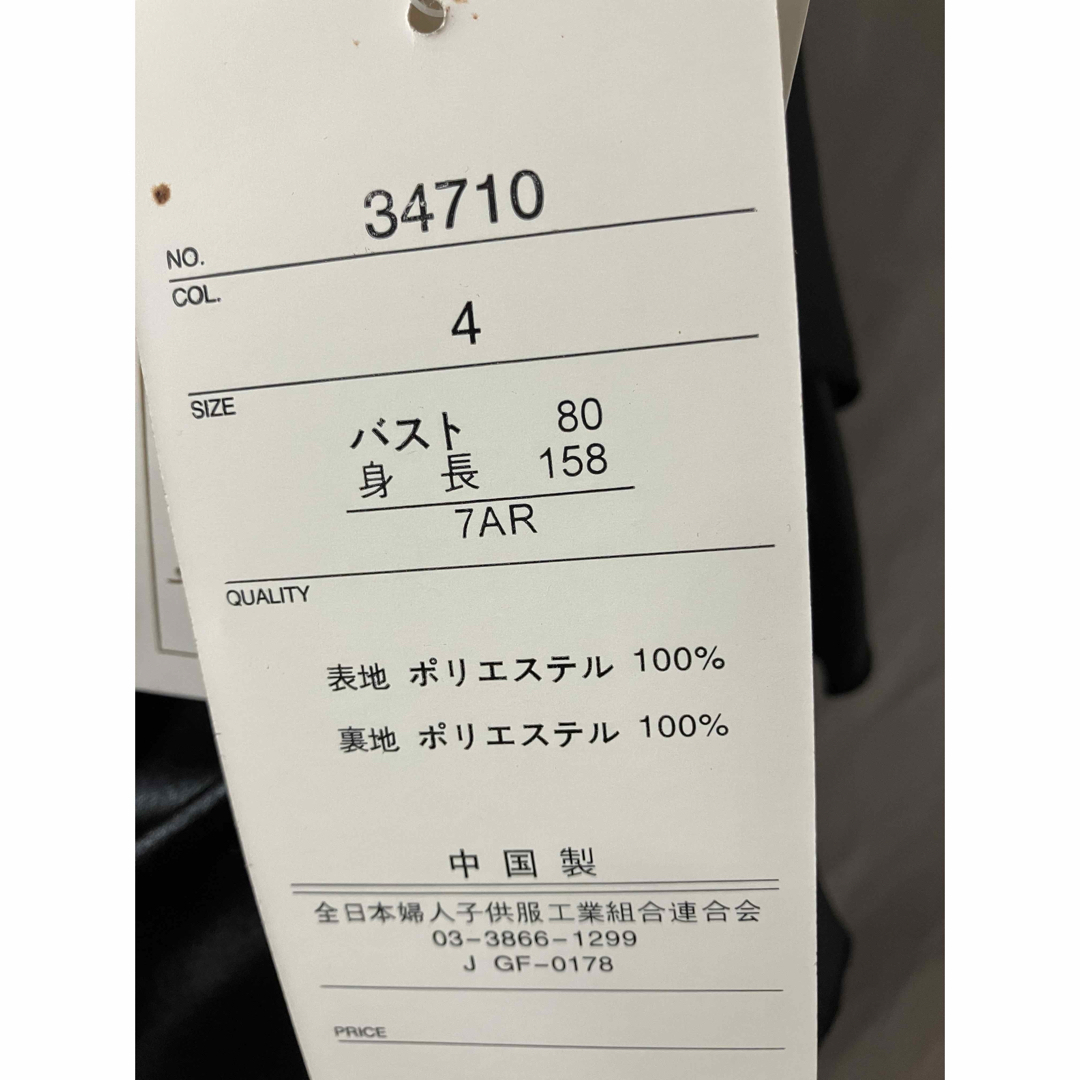 34710
NO.
COL.
4
SIZE
バスト 80
身長 158
7AR
QUALITY
表地 ポリエステル 100%
裏地 ポリエステル 100%
中国製
全日本婦人子供服工業組合連合会
03-3866-1299
J GF-0178
PRICE